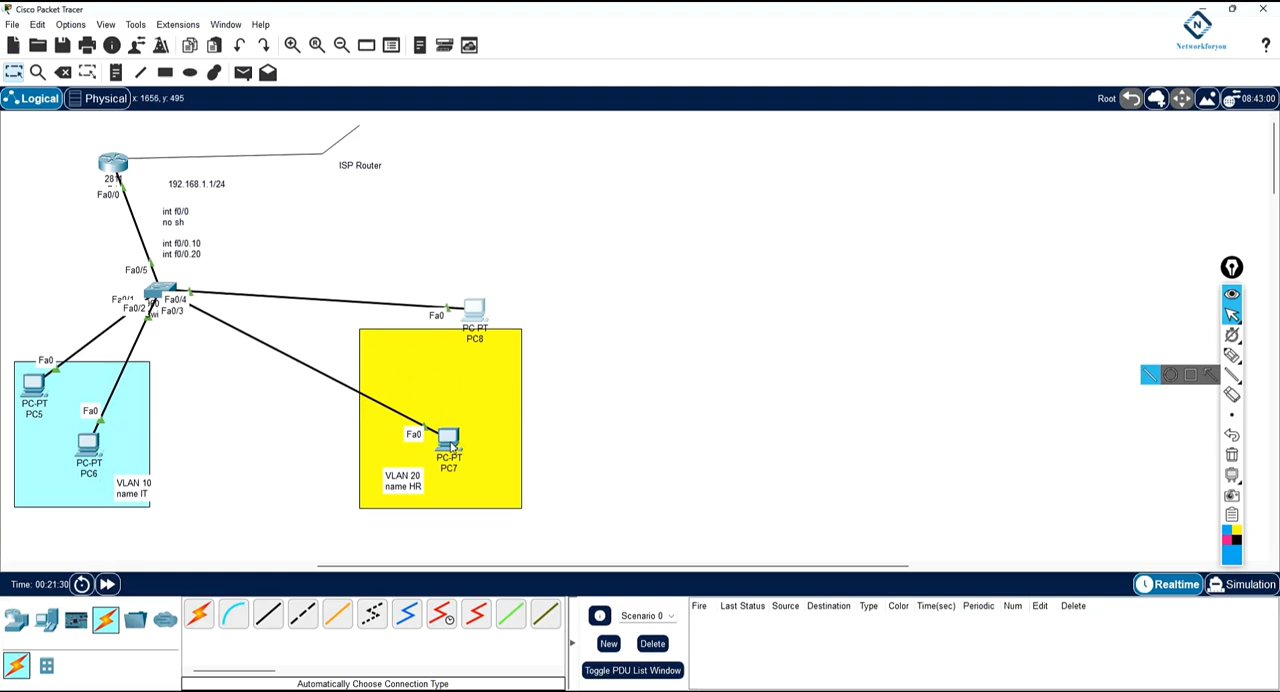 Cisco Packet Tracer
File Edit Options View Tools Extensions Window Help
N
Networkforyou
?
Logical Physical x: 1656, y: 495 Root 08:43:00
ISP Router
Fa0/0
192.168.1.1/24
int f0/0
no sh
int f0/0.10
int f0/0.20
Fa0/5
Fa0/1 Fa0/4
Fa0/2 Fa0/3
Fa0
PC-PT
PC8
Fa0
PC-PT
PC5
Fa0
PC-PT
PC6
VLAN 10
name IT
Fa0
PC-PT
PC7
VLAN 20
name HR
Time: 00:21:30 Realtime Simulation
Scenario 0
New Delete
Toggle PDU List Window
Fire Last Status Source Destination Type Color Time(sec) Periodic Num Edit Delete
Automatically Choose Connection Type